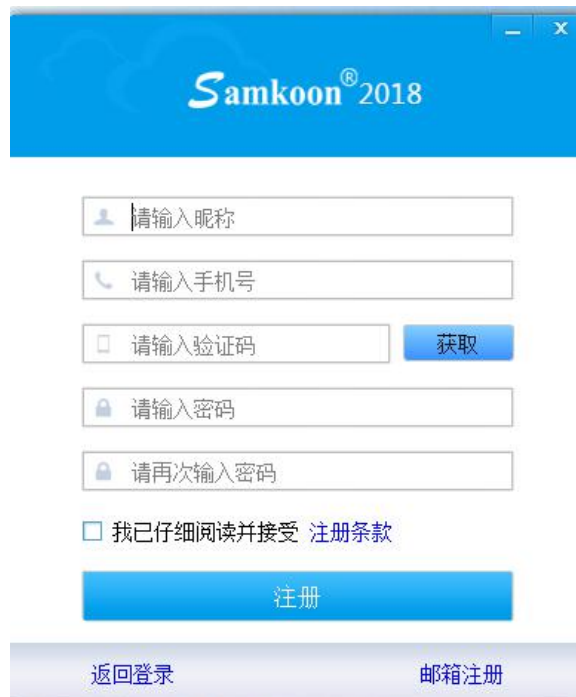 Samkoon®2018
请输入昵称
请输入手机号
请输入验证码 获取
请输入密码
请再次输入密码
我已仔细阅读并接受 注册条款
注册
返回登录 邮箱注册